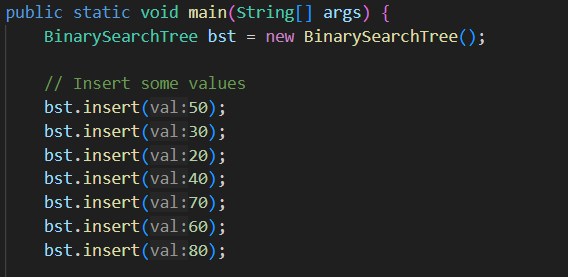 public static void main(String[] args) {
BinarySearchTree bst = new BinarySearchTree();
// Insert some values
bst.insert(val:50);
bst.insert(val:30);
bst.insert(val:20);
bst.insert(val:40);
bst.insert(val:70);
bst.insert(val:60);
bst.insert(val:80);